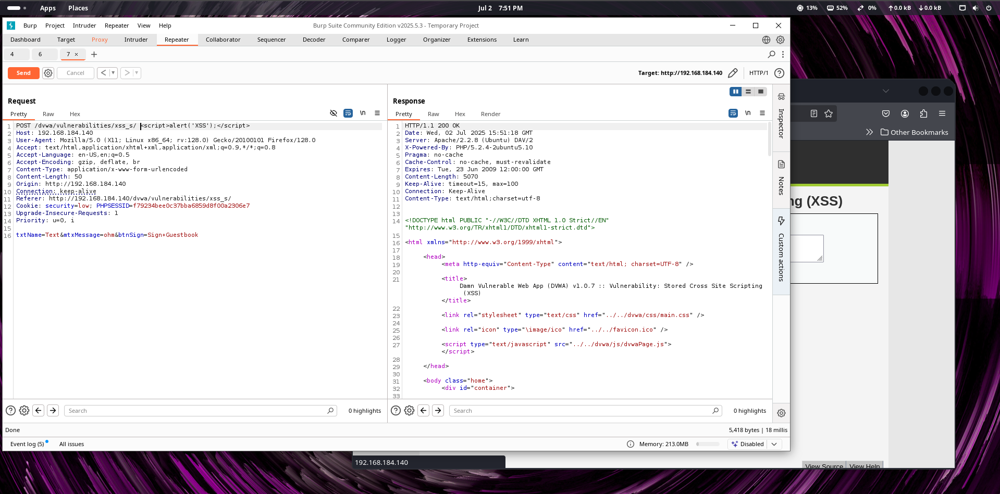 Apps Places Jul 2 7:51 PM 13% 52% 0% 0.0 kB 0.0 kB
Burp Project Intruder Repeater View Help Burp Suite Community Edition v2025.5.3 - Temporary Project
Dashboard Target Proxy Intruder Repeater Collaborator Sequencer Decoder Comparer Logger Organizer Extensions Learn
4 6 7 × +
Send Cancel < > Target: http://192.168.184.140 HTTP/1
Request
Pretty Raw Hex \n
1 POST /dvwa/vulnerabilities/xss_s/ <script>alert('XSS');</script>
2 Host: 192.168.184.140
3 User-Agent: Mozilla/5.0 (X11; Linux x86_64; rv:128.0) Gecko/20100101 Firefox/128.0
4 Accept: text/html,application/xhtml+xml,application/xml;q=0.9,*/*;q=0.8
5 Accept-Language: en-US,en;q=0.5
6 Accept-Encoding: gzip, deflate, br
7 Content-Type: application/x-www-form-urlencoded
8 Content-Length: 50
9 Origin: http://192.168.184.140
10 Connection: keep-alive
11 Referer: http://192.168.184.140/dvwa/vulnerabilities/xss_s/
12 Cookie: security=low; PHPSESSID=f79234bee0c37bba6859d8f00a2306e7
13 Upgrade-Insecure-Requests: 1
14 Priority: u=0, i
15
16 txtName=Text&mtxMessage=ohm&btnSign=Sign+Guestbook
Search 0 highlights
Response
Pretty Raw Hex Render \n
1 HTTP/1.1 200 OK
2 Date: Wed, 02 Jul 2025 15:51:18 GMT
3 Server: Apache/2.2.8 (Ubuntu) DAV/2
4 X-Powered-By: PHP/5.2.4-2ubuntu5.10
5 Pragma: no-cache
6 Cache-Control: no-cache, must-revalidate
7 Expires: Tue, 23 Jun 2009 12:00:00 GMT
8 Content-Length: 5070
9 Keep-Alive: timeout=15, max=100
10 Connection: Keep-Alive
11 Content-Type: text/html;charset=utf-8
12
13
14 <!DOCTYPE html PUBLIC "-//W3C//DTD XHTML 1.0 Strict//EN"
"http://www.w3.org/TR/xhtml1/DTD/xhtml1-strict.dtd">
15
16 <html xmlns="http://www.w3.org/1999/xhtml">
17
18 <head>
19 <meta http-equiv="Content-Type" content="text/html; charset=UTF-8" />
20
21 <title>
Damn Vulnerable Web App (DVWA) v1.0.7 :: Vulnerability: Stored Cross Site Scripting
(XSS)
</title>
22
23 <link rel="stylesheet" type="text/css" href="../../dvwa/css/main.css" />
24
25 <link rel="icon" type="\image/ico" href="../../favicon.ico" />
26
27 <script type="text/javascript" src="../../dvwa/js/dvwaPage.js">
</script>
28
29 </head>
30
31 <body class="home">
32 <div id="container">
33
Search 0 highlights
Inspector
Notes
Custom actions
Done 5,418 bytes | 18 millis
Event log (5) All issues Memory: 213.0MB Disabled
Other Bookmarks
ng (XSS)
192.168.184.140
View Source View Help